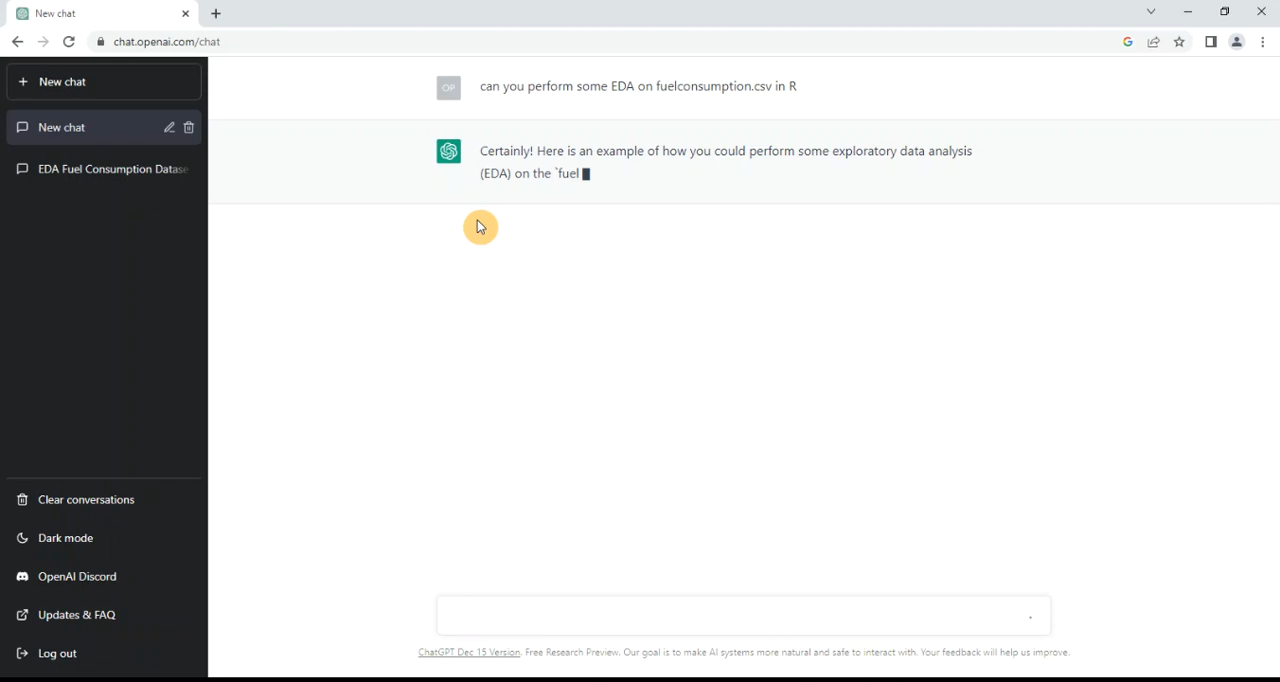 New chat
chat.openai.com/chat
New chat
New chat
EDA Fuel Consumption Datase
Clear conversations
Dark mode
OpenAI Discord
Updates & FAQ
Log out
OP
can you perform some EDA on fuelconsumption.csv in R
Certainly! Here is an example of how you could perform some exploratory data analysis
(EDA) on the `fuel
ChatGPT Dec 15 Version. Free Research Preview. Our goal is to make AI systems more natural and safe to interact with. Your feedback will help us improve.